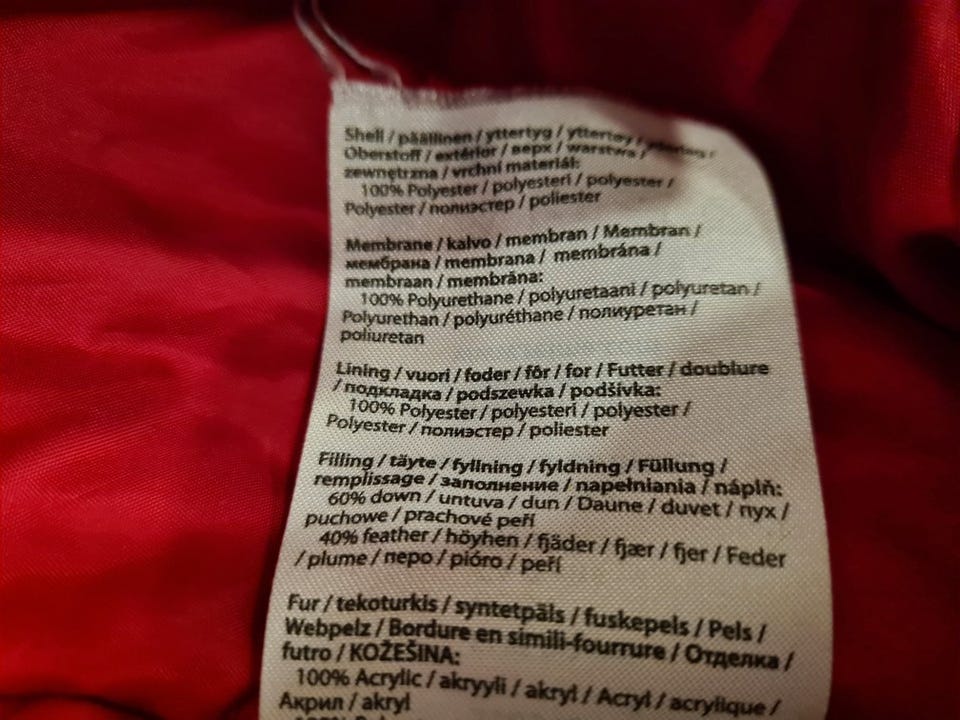 Shell / päällinen / yttertyg / yttertøy / yttertøj /
Oberstoff / extérior / верх / warstwa /
zewnętrzna / vrchní materiál:
100% Polyester / polyesteri / polyester /
Polyester / полиэстер / poliester
Membrane / kalvo / membran / Membran /
мембрана / membrana / membrána /
membraan / membrāna:
100% Polyurethane / polyuretaani / polyuretan /
Polyurethan / polyuréthane / полиуретан /
poliuretan
Lining / vuori / foder / fôr / for / Futter / doublure
/ подкладка / podszewka / podšívka:
100% Polyester / polyesteri / polyester /
Polyester / полиэстер / poliester
Filling / täyte / fyllning / fyldning / Füllung /
remplissage / заполнение / napełniania / náplň:
60% down / untuva / dun / Daune / duvet / пух /
puchowe / prachové peří
40% feather / höyhen / fjäder / fjær / fjer / Feder
/ plume / перо / pióro / peří
Fur / tekoturkis / syntetpäls / fuskepels / Pels /
Webpelz / Bordure en simili-fourrure / Отделка /
futro / KOŽEŠINA:
100% Acrylic / akryyli / akryl / Acryl / acrylique /
Акрил / akryl